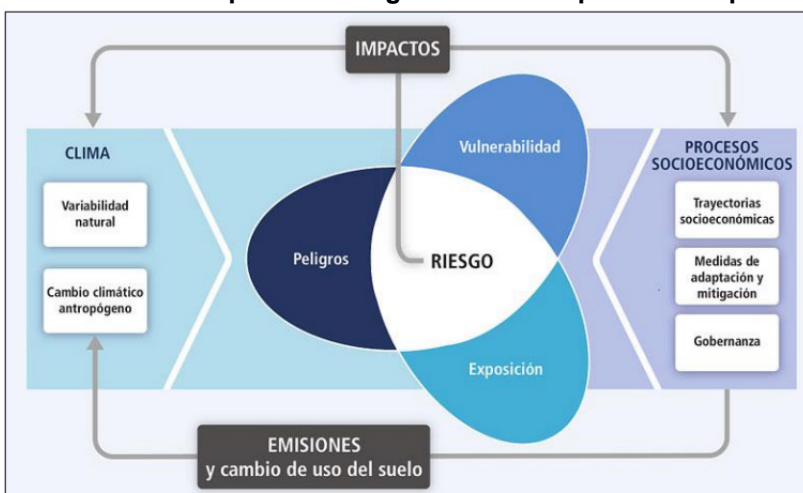 IMPACTOS
CLIMA
Variabilidad
natural
Cambio climático
antropógeno
Vulnerabilidad
Peligros
RIESGO
Exposición
PROCESOS
SOCIOECONÓMICOS
Trayectorias
socioeconómicas
Medidas de
adaptación y
mitigación
Gobernanza
EMISIONES
y cambio de uso del suelo